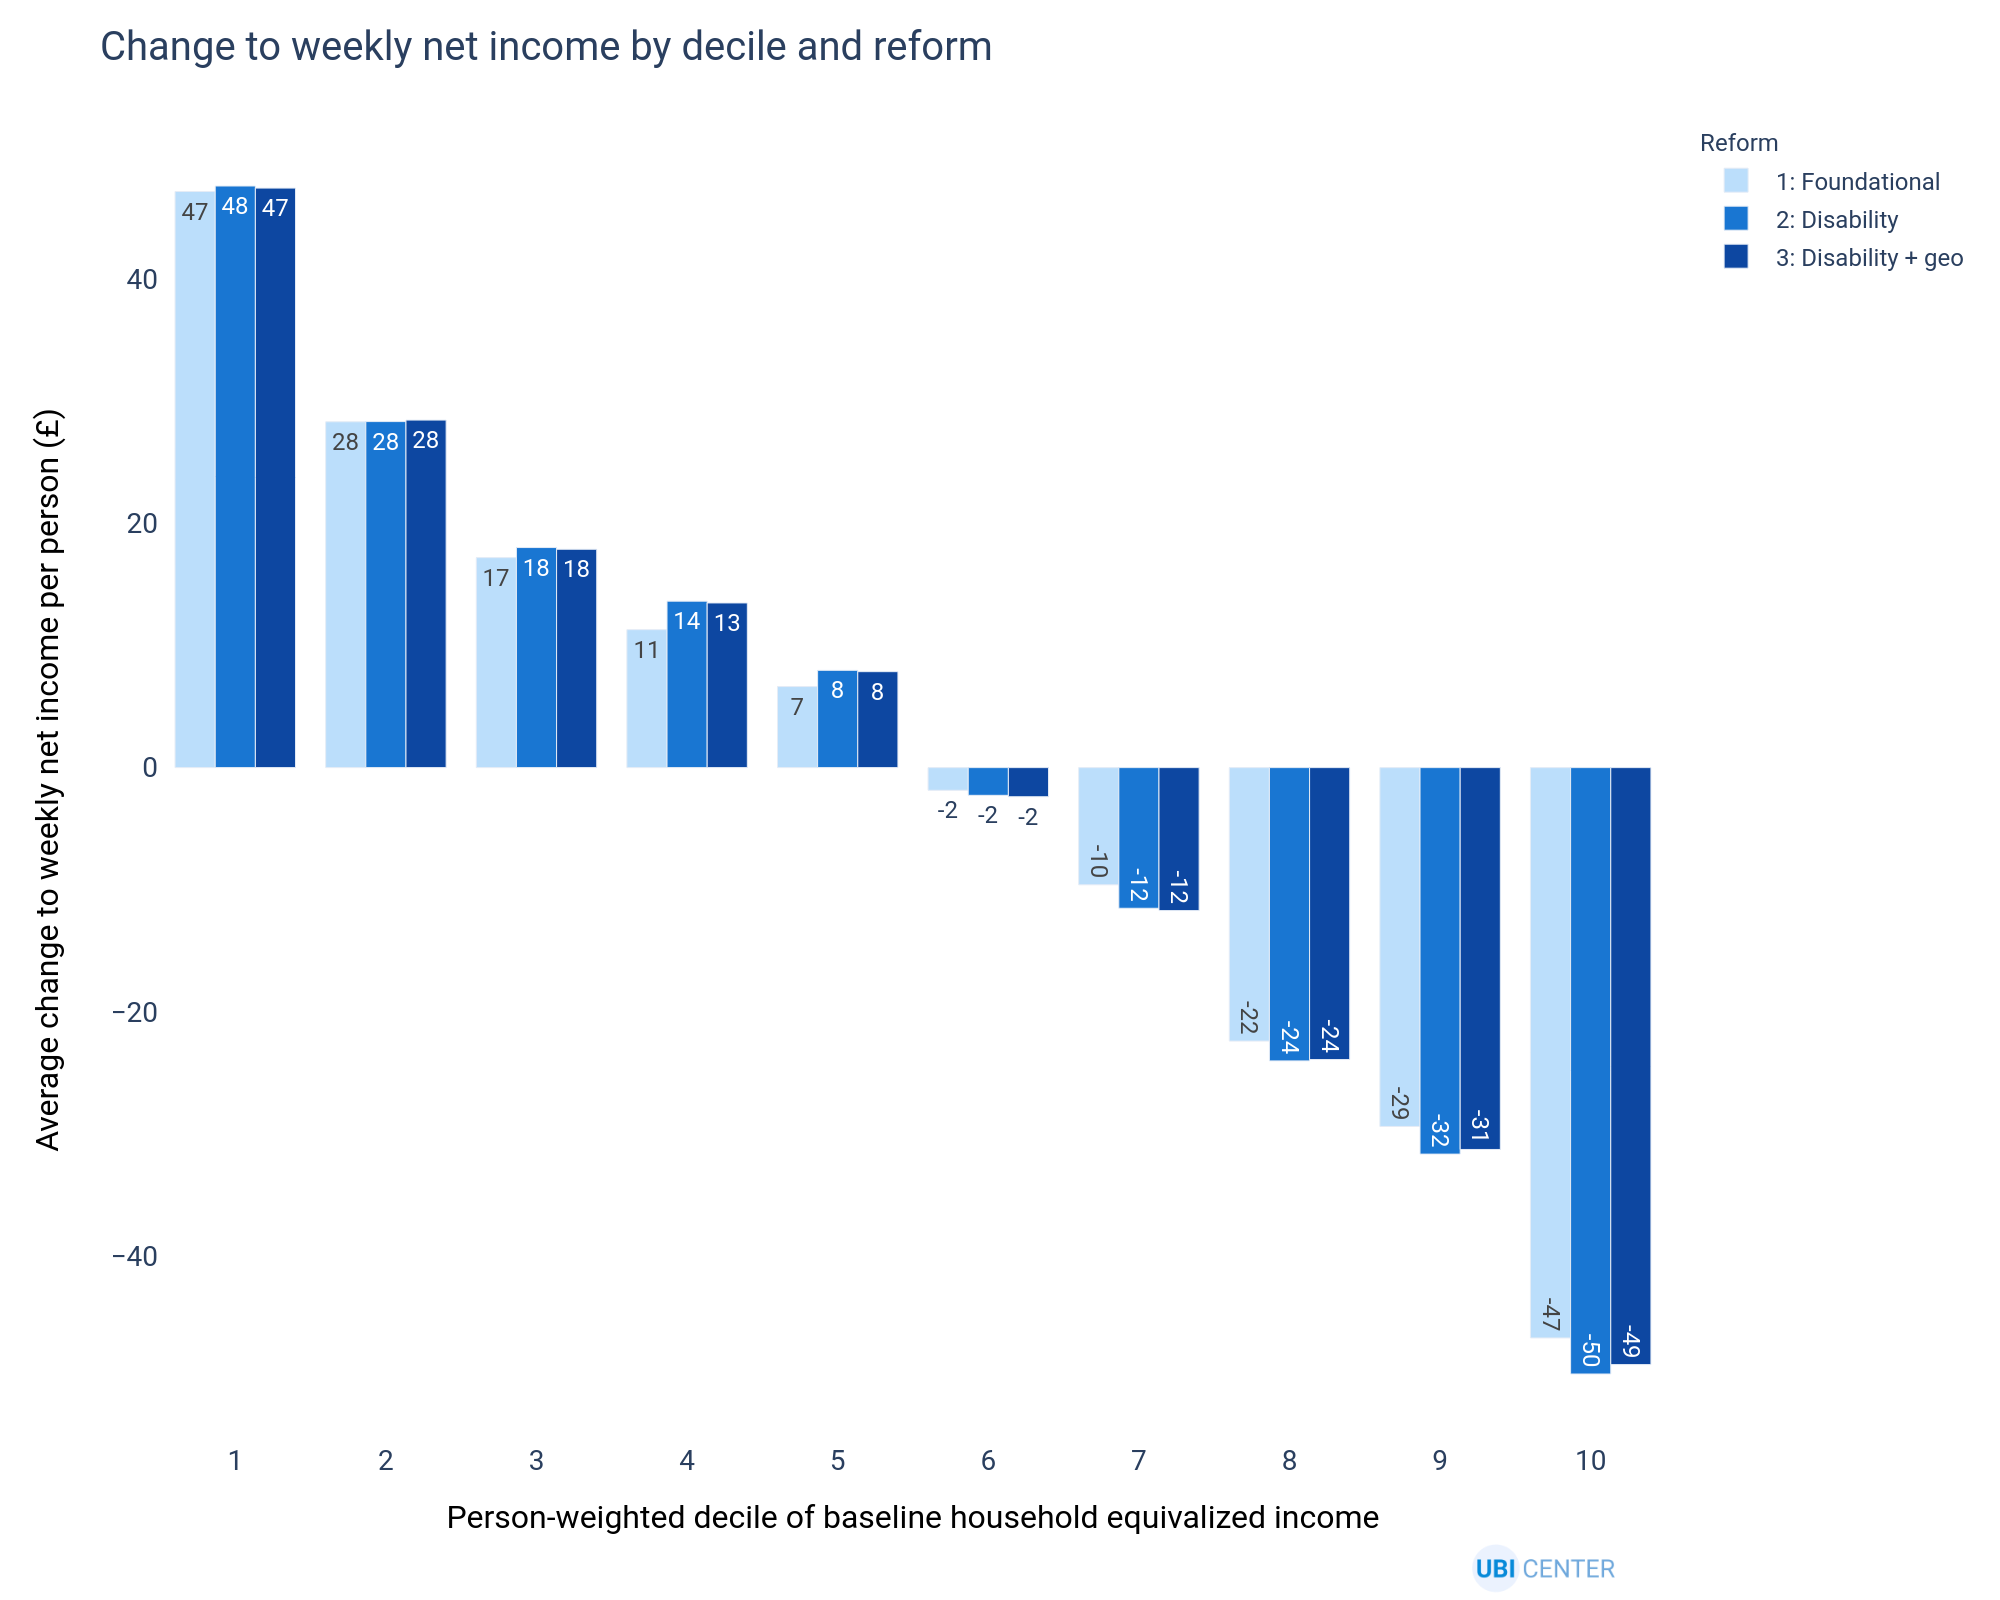 Change to weekly net income by decile and reform
Reform
1: Foundational
2: Disability
3: Disability + geo
Average change to weekly net income per person (£)
40
20
0
−20
−40
47 48 47
28 28 28
17 18 18
11 14 13
7 8 8
-2 -2 -2
-10 -12 -12
-22 -24 -24
-29 -32 -31
-47 -50 -49
1 2 3 4 5 6 7 8 9 10
Person-weighted decile of baseline household equivalized income
UBI CENTER